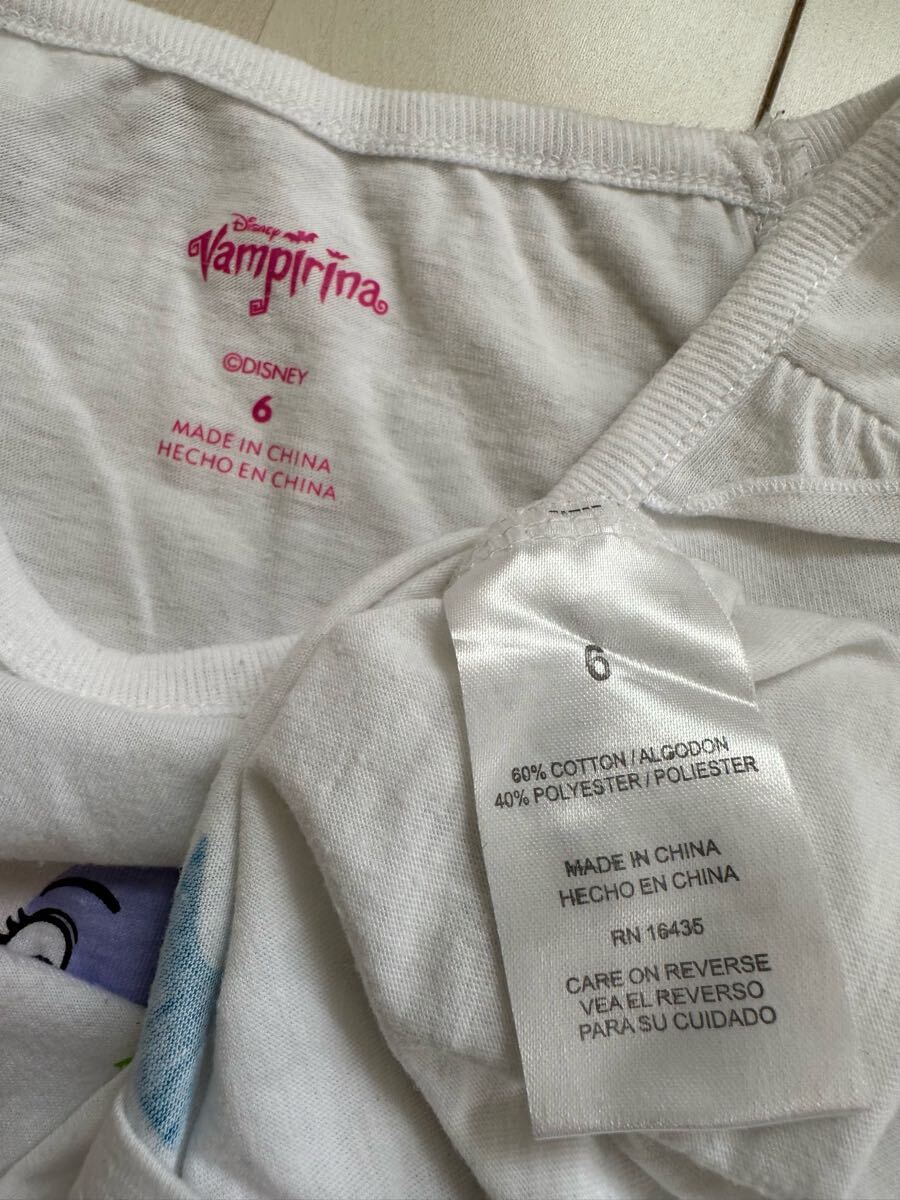 Disney
Vampirina
©DISNEY
6
MADE IN CHINA
HECHO EN CHINA
6
60% COTTON / ALGODON
40% POLYESTER / POLIESTER
MADE IN CHINA
HECHO EN CHINA
RN 16435
CARE ON REVERSE
VEA EL REVERSO
PARA SU CUIDADO